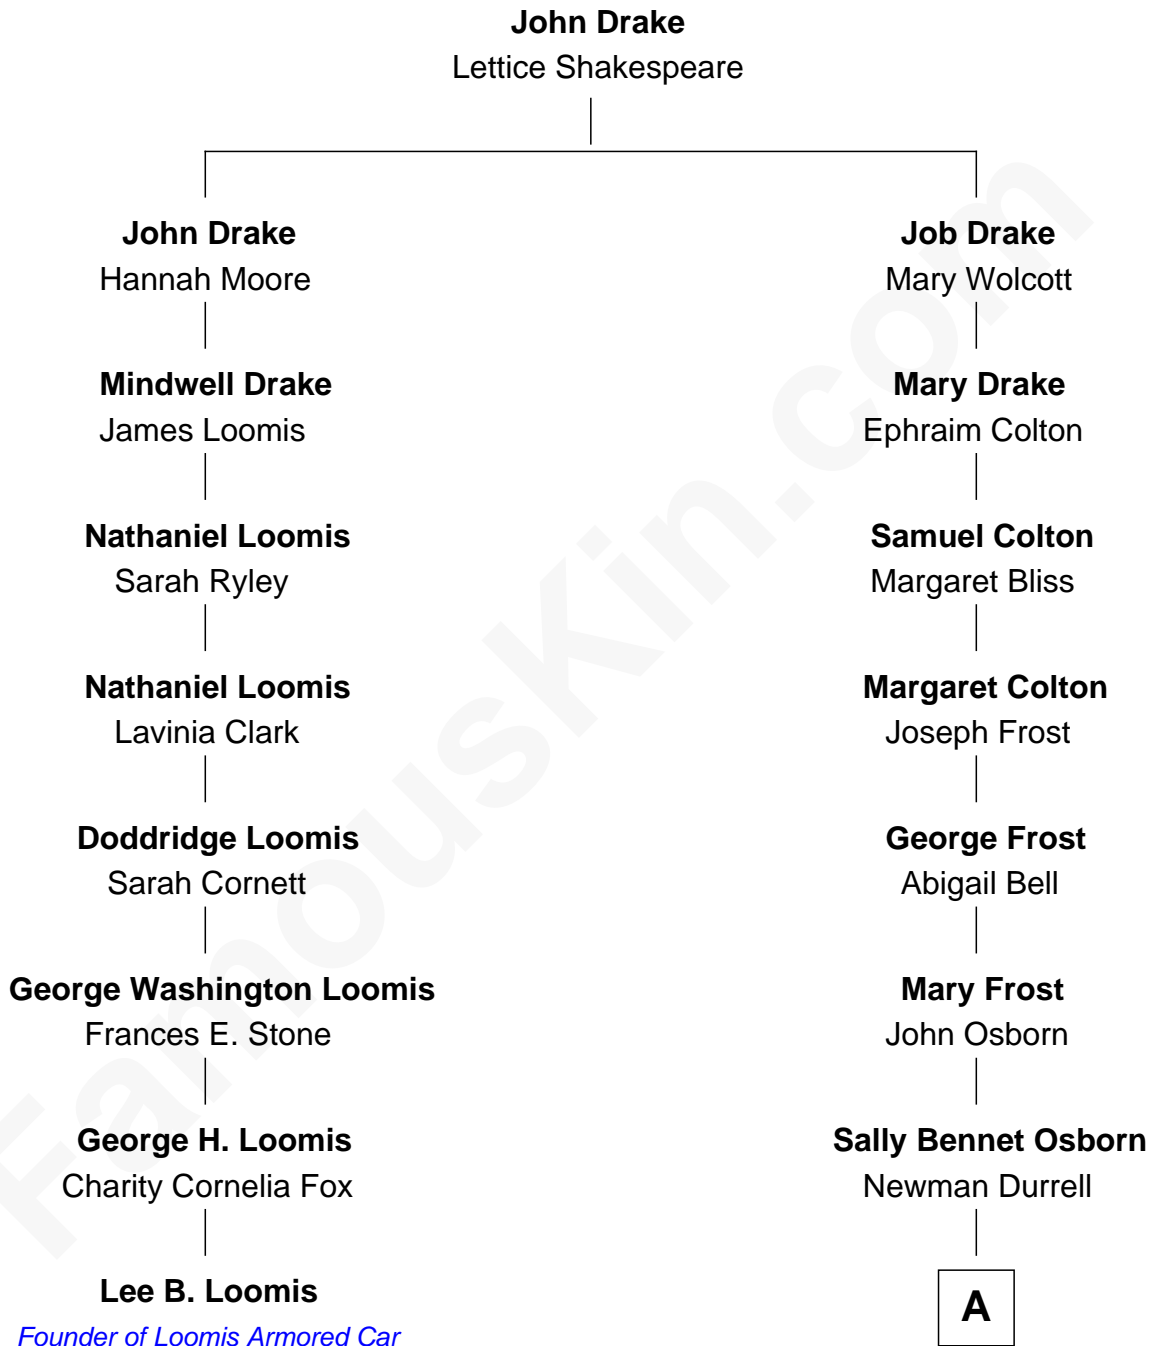 John Drake
Lettice Shakespeare
John Drake
Hannah Moore
Job Drake
Mary Wolcott
Mindwell Drake
James Loomis
Mary Drake
Ephraim Colton
Nathaniel Loomis
Sarah Ryley
Samuel Colton
Margaret Bliss
Nathaniel Loomis
Lavinia Clark
Margaret Colton
Joseph Frost
Doddridge Loomis
Sarah Cornett
George Frost
Abigail Bell
George Washington Loomis
Frances E. Stone
Mary Frost
John Osborn
George H. Loomis
Charity Cornelia Fox
Sally Bennet Osborn
Newman Durrell
Lee B. Loomis
Founder of Loomis Armored Car
A
FamousKin.com